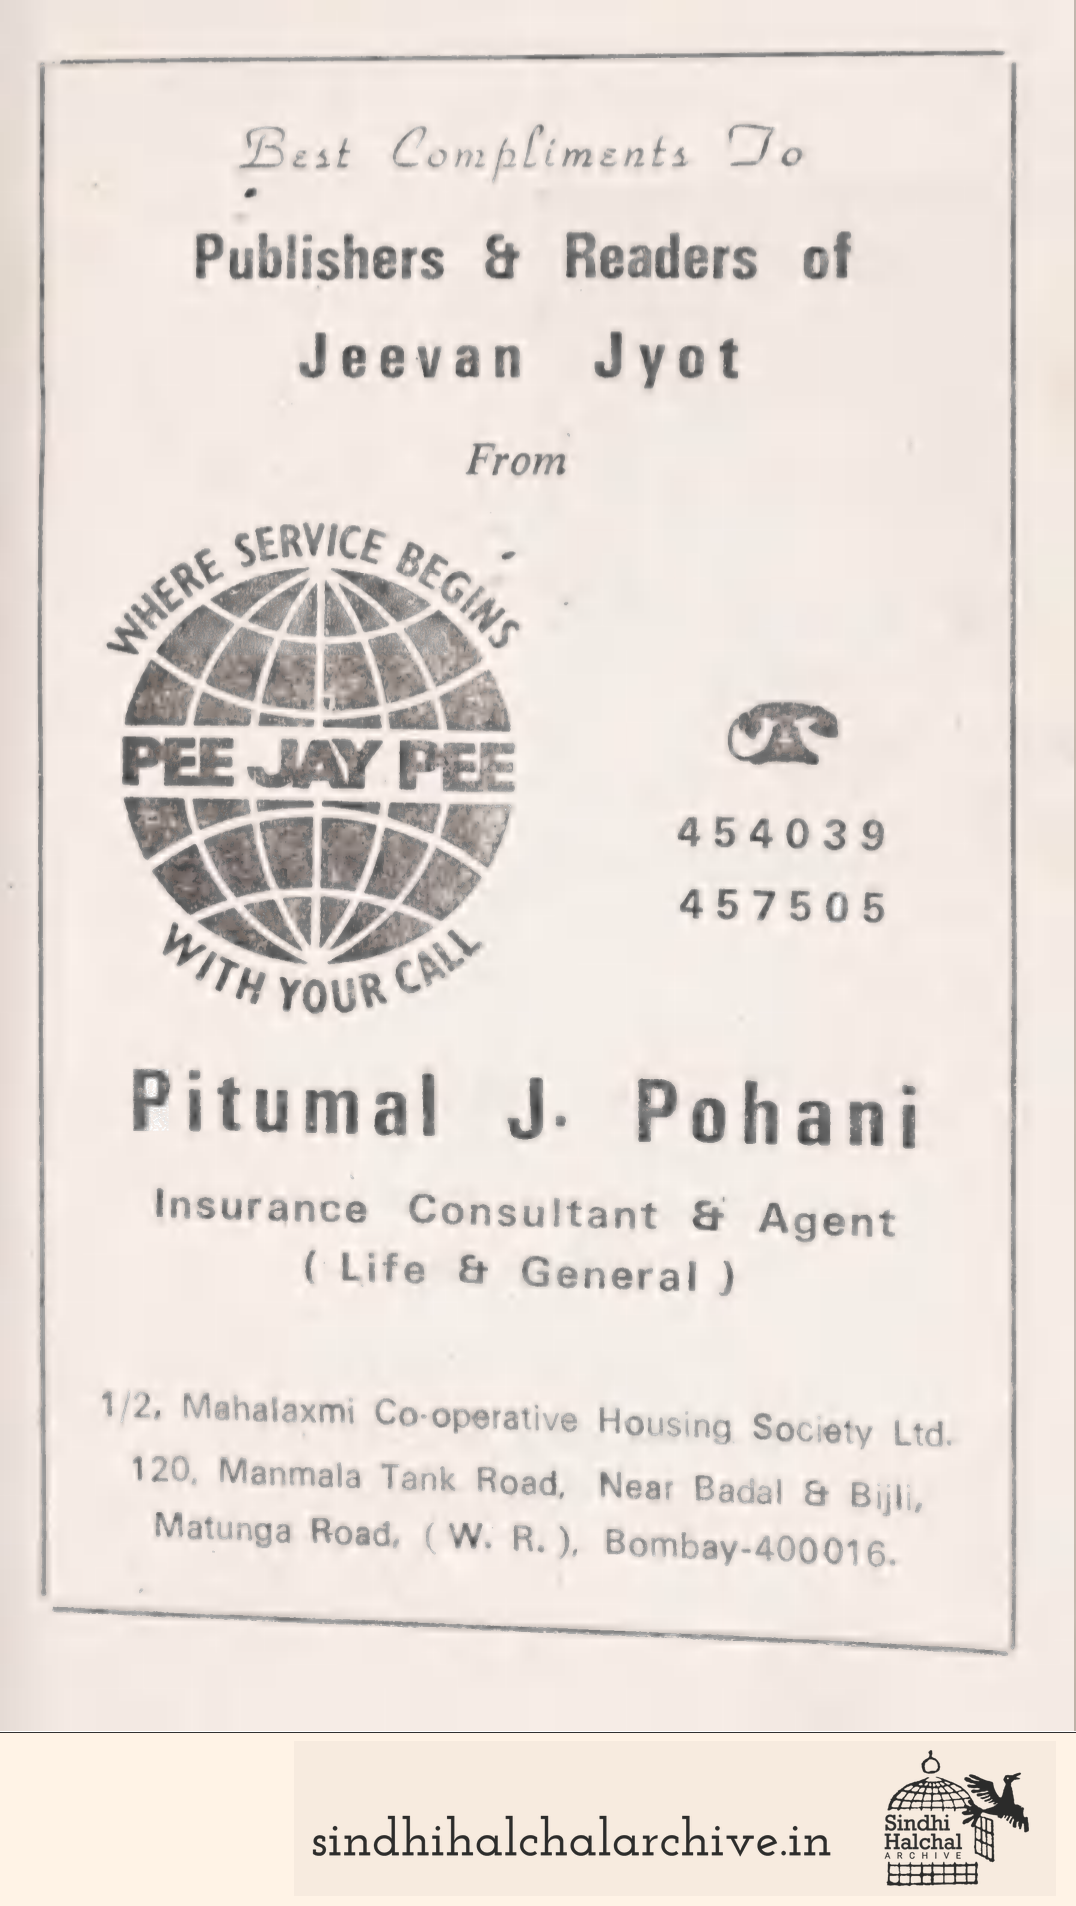 Best Compliments To
Publishers & Readers of
Jeevan Jyot
From
WHERE SERVICE BEGINS
PEE JAY PEE
WITH YOUR CALL
454039
457505
Pitumal J. Pohani
Insurance Consultant & Agent
( Life & General )
1/2, Mahalaxmi Co-operative Housing Society Ltd.
120, Manmala Tank Road, Near Badal & Bijli,
Matunga Road, ( W. R. ), Bombay-400016.
sindhihalchalarchive.in
Sindhi
Halchal
ARCHIVE